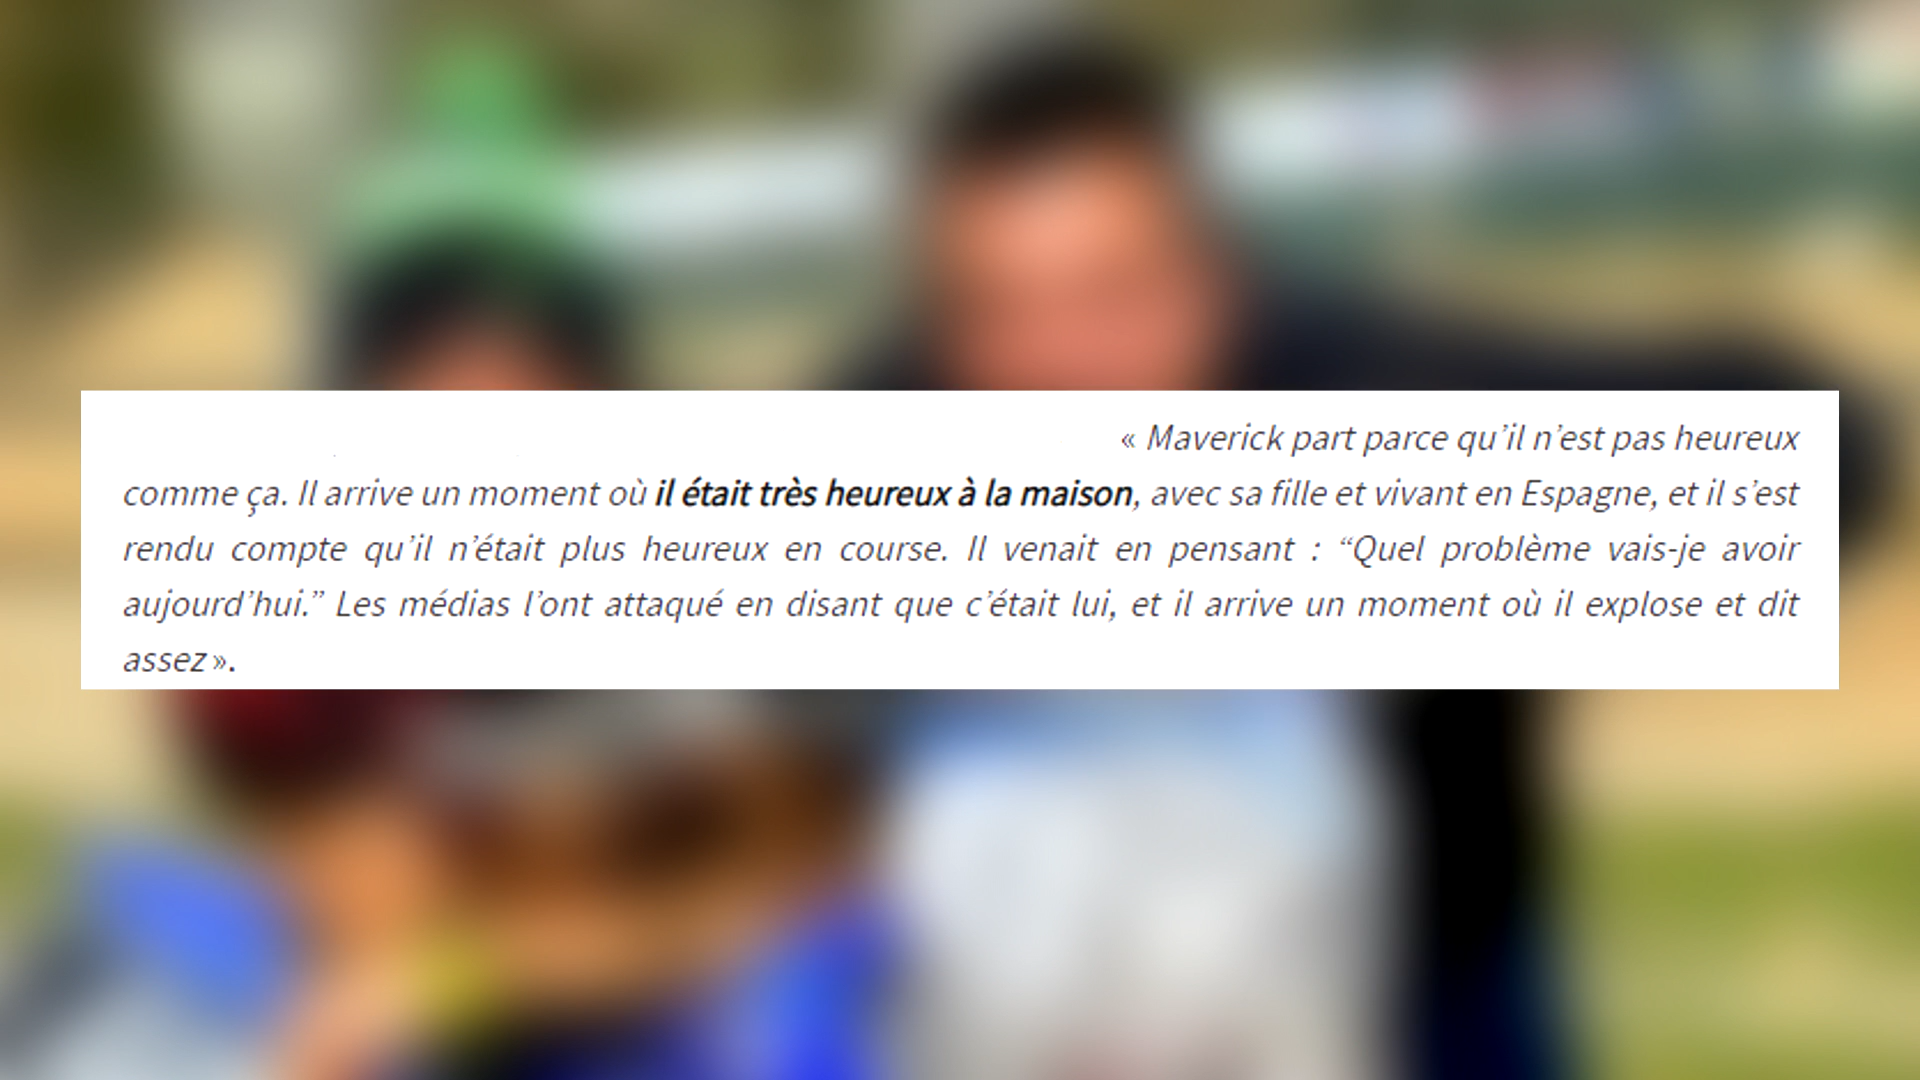 « Maverick part parce qu’il n’est pas heureux
comme ça. Il arrive un moment où il était très heureux à la maison, avec sa fille et vivant en Espagne, et il s’est
rendu compte qu’il n’était plus heureux en course. Il venait en pensant : “Quel problème vais-je avoir
aujourd’hui.” Les médias l’ont attaqué en disant que c’était lui, et il arrive un moment où il explose et dit
assez ».